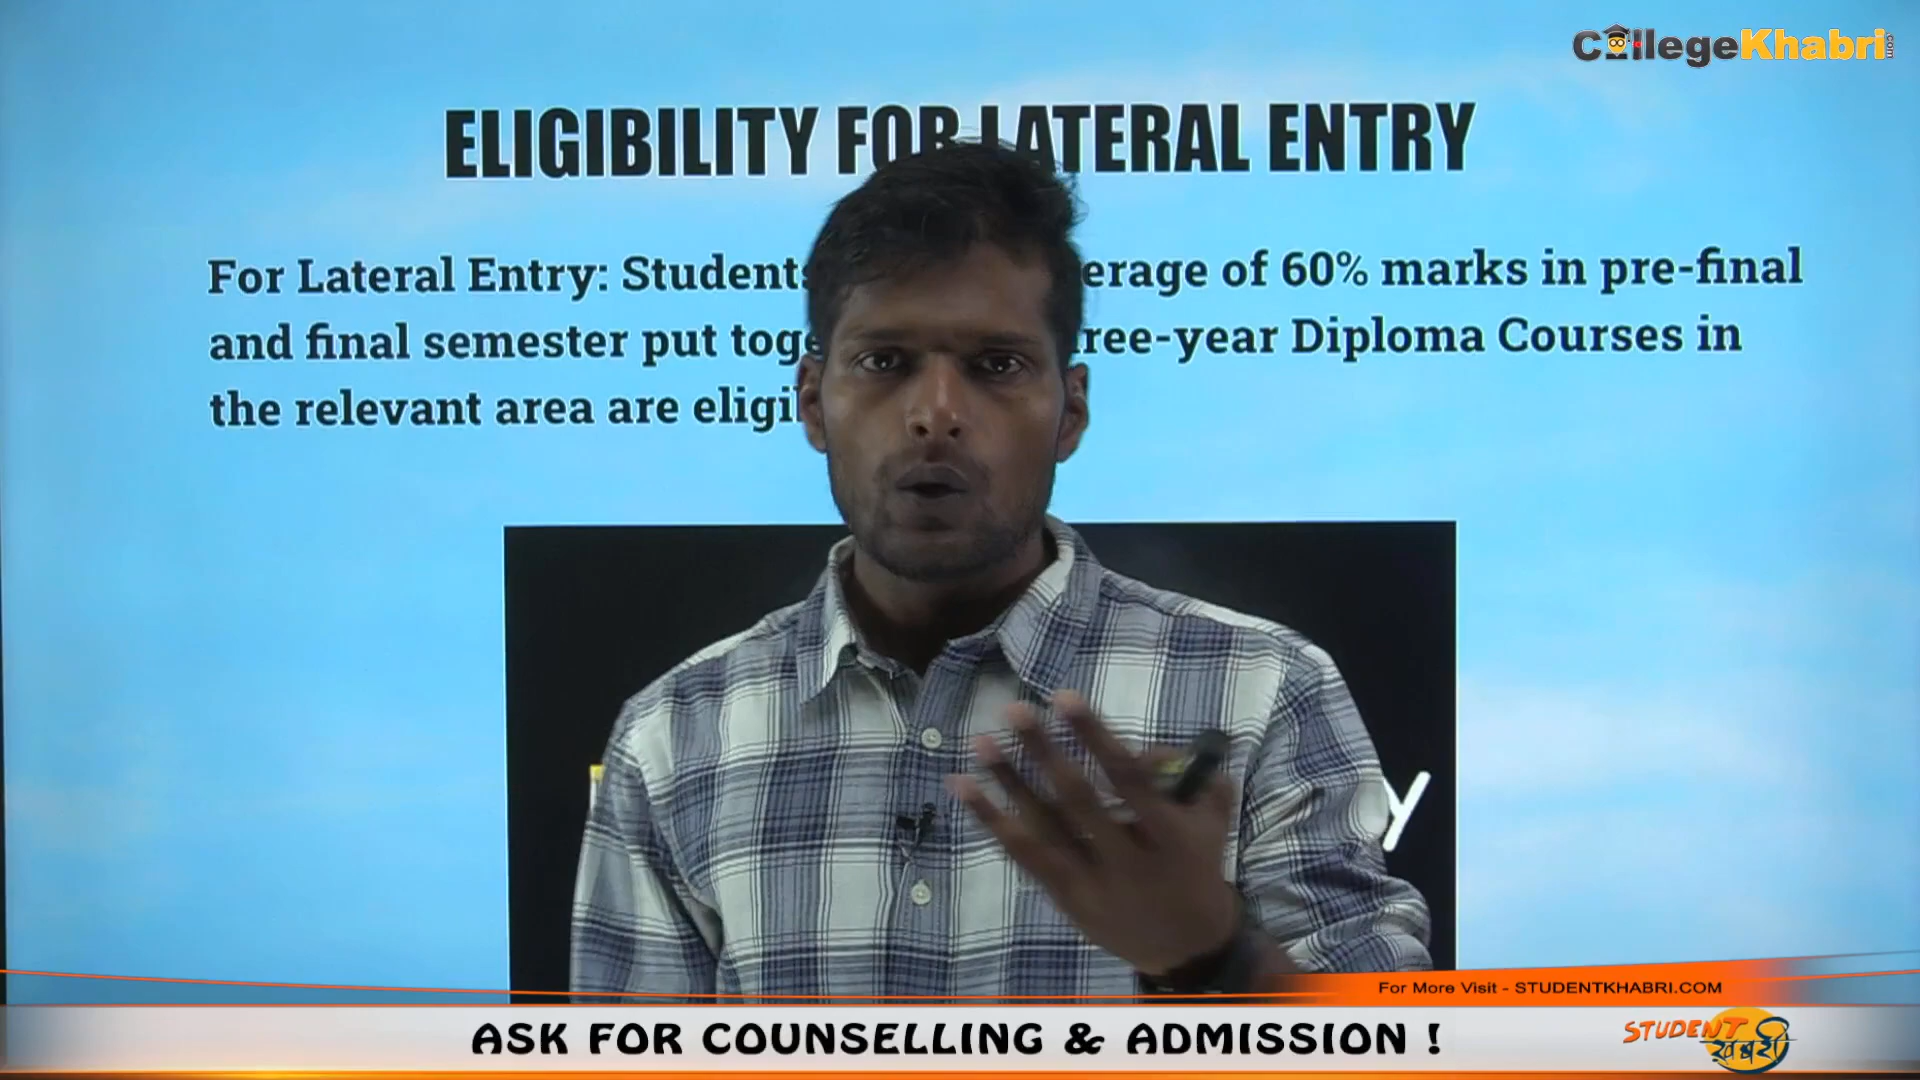 CollegeKhabri.com
ELIGIBILITY FOR LATERAL ENTRY
For Lateral Entry: Students erage of 60% marks in pre-final
and final semester put toge ree-year Diploma Courses in
the relevant area are eligi
y
For More Visit - STUDENTKHABRI.COM
ASK FOR COUNSELLING & ADMISSION !
STUDENT
ख़बरी